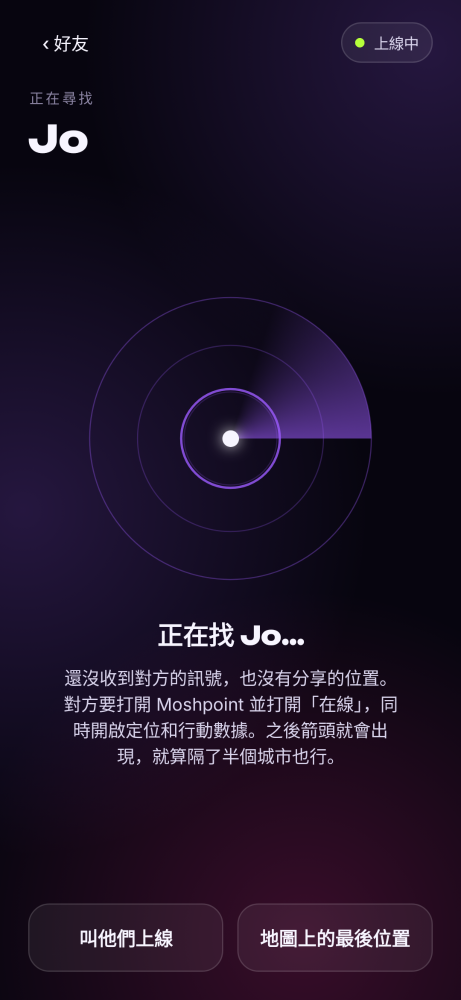 ‹ 好友
上線中
正在尋找
Jo
正在找 Jo…
還沒收到對方的訊號，也沒有分享的位置。
對方要打開 Moshpoint 並打開「在線」，同
時開啟定位和行動數據。之後箭頭就會出
現，就算隔了半個城市也行。
叫他們上線
地圖上的最後位置